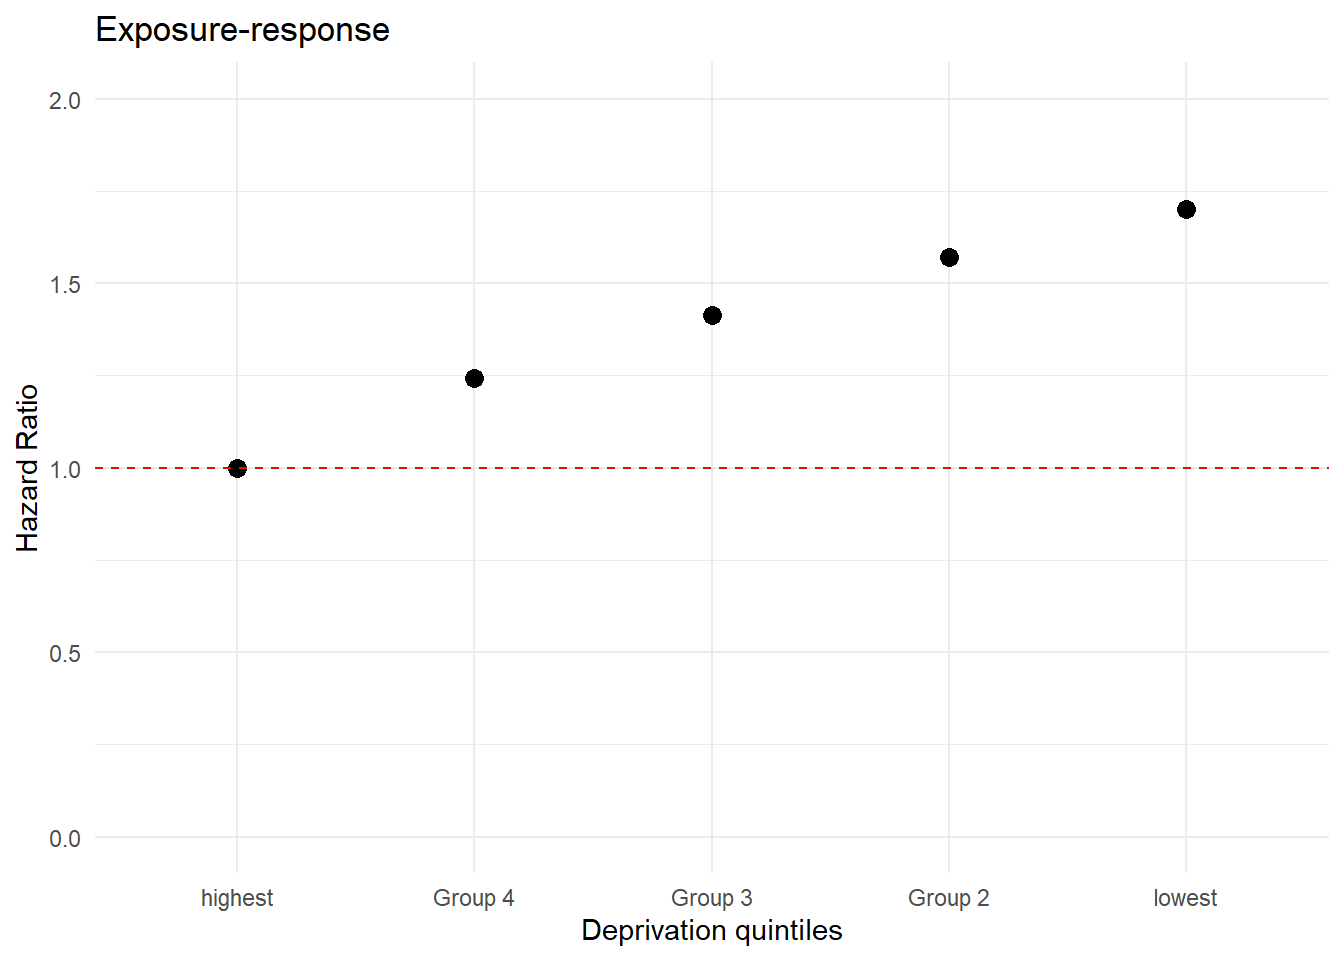 Exposure-response
2.0
1.5
1.0
0.5
0.0
Hazard Ratio
highest Group 4 Group 3 Group 2 lowest
Deprivation quintiles